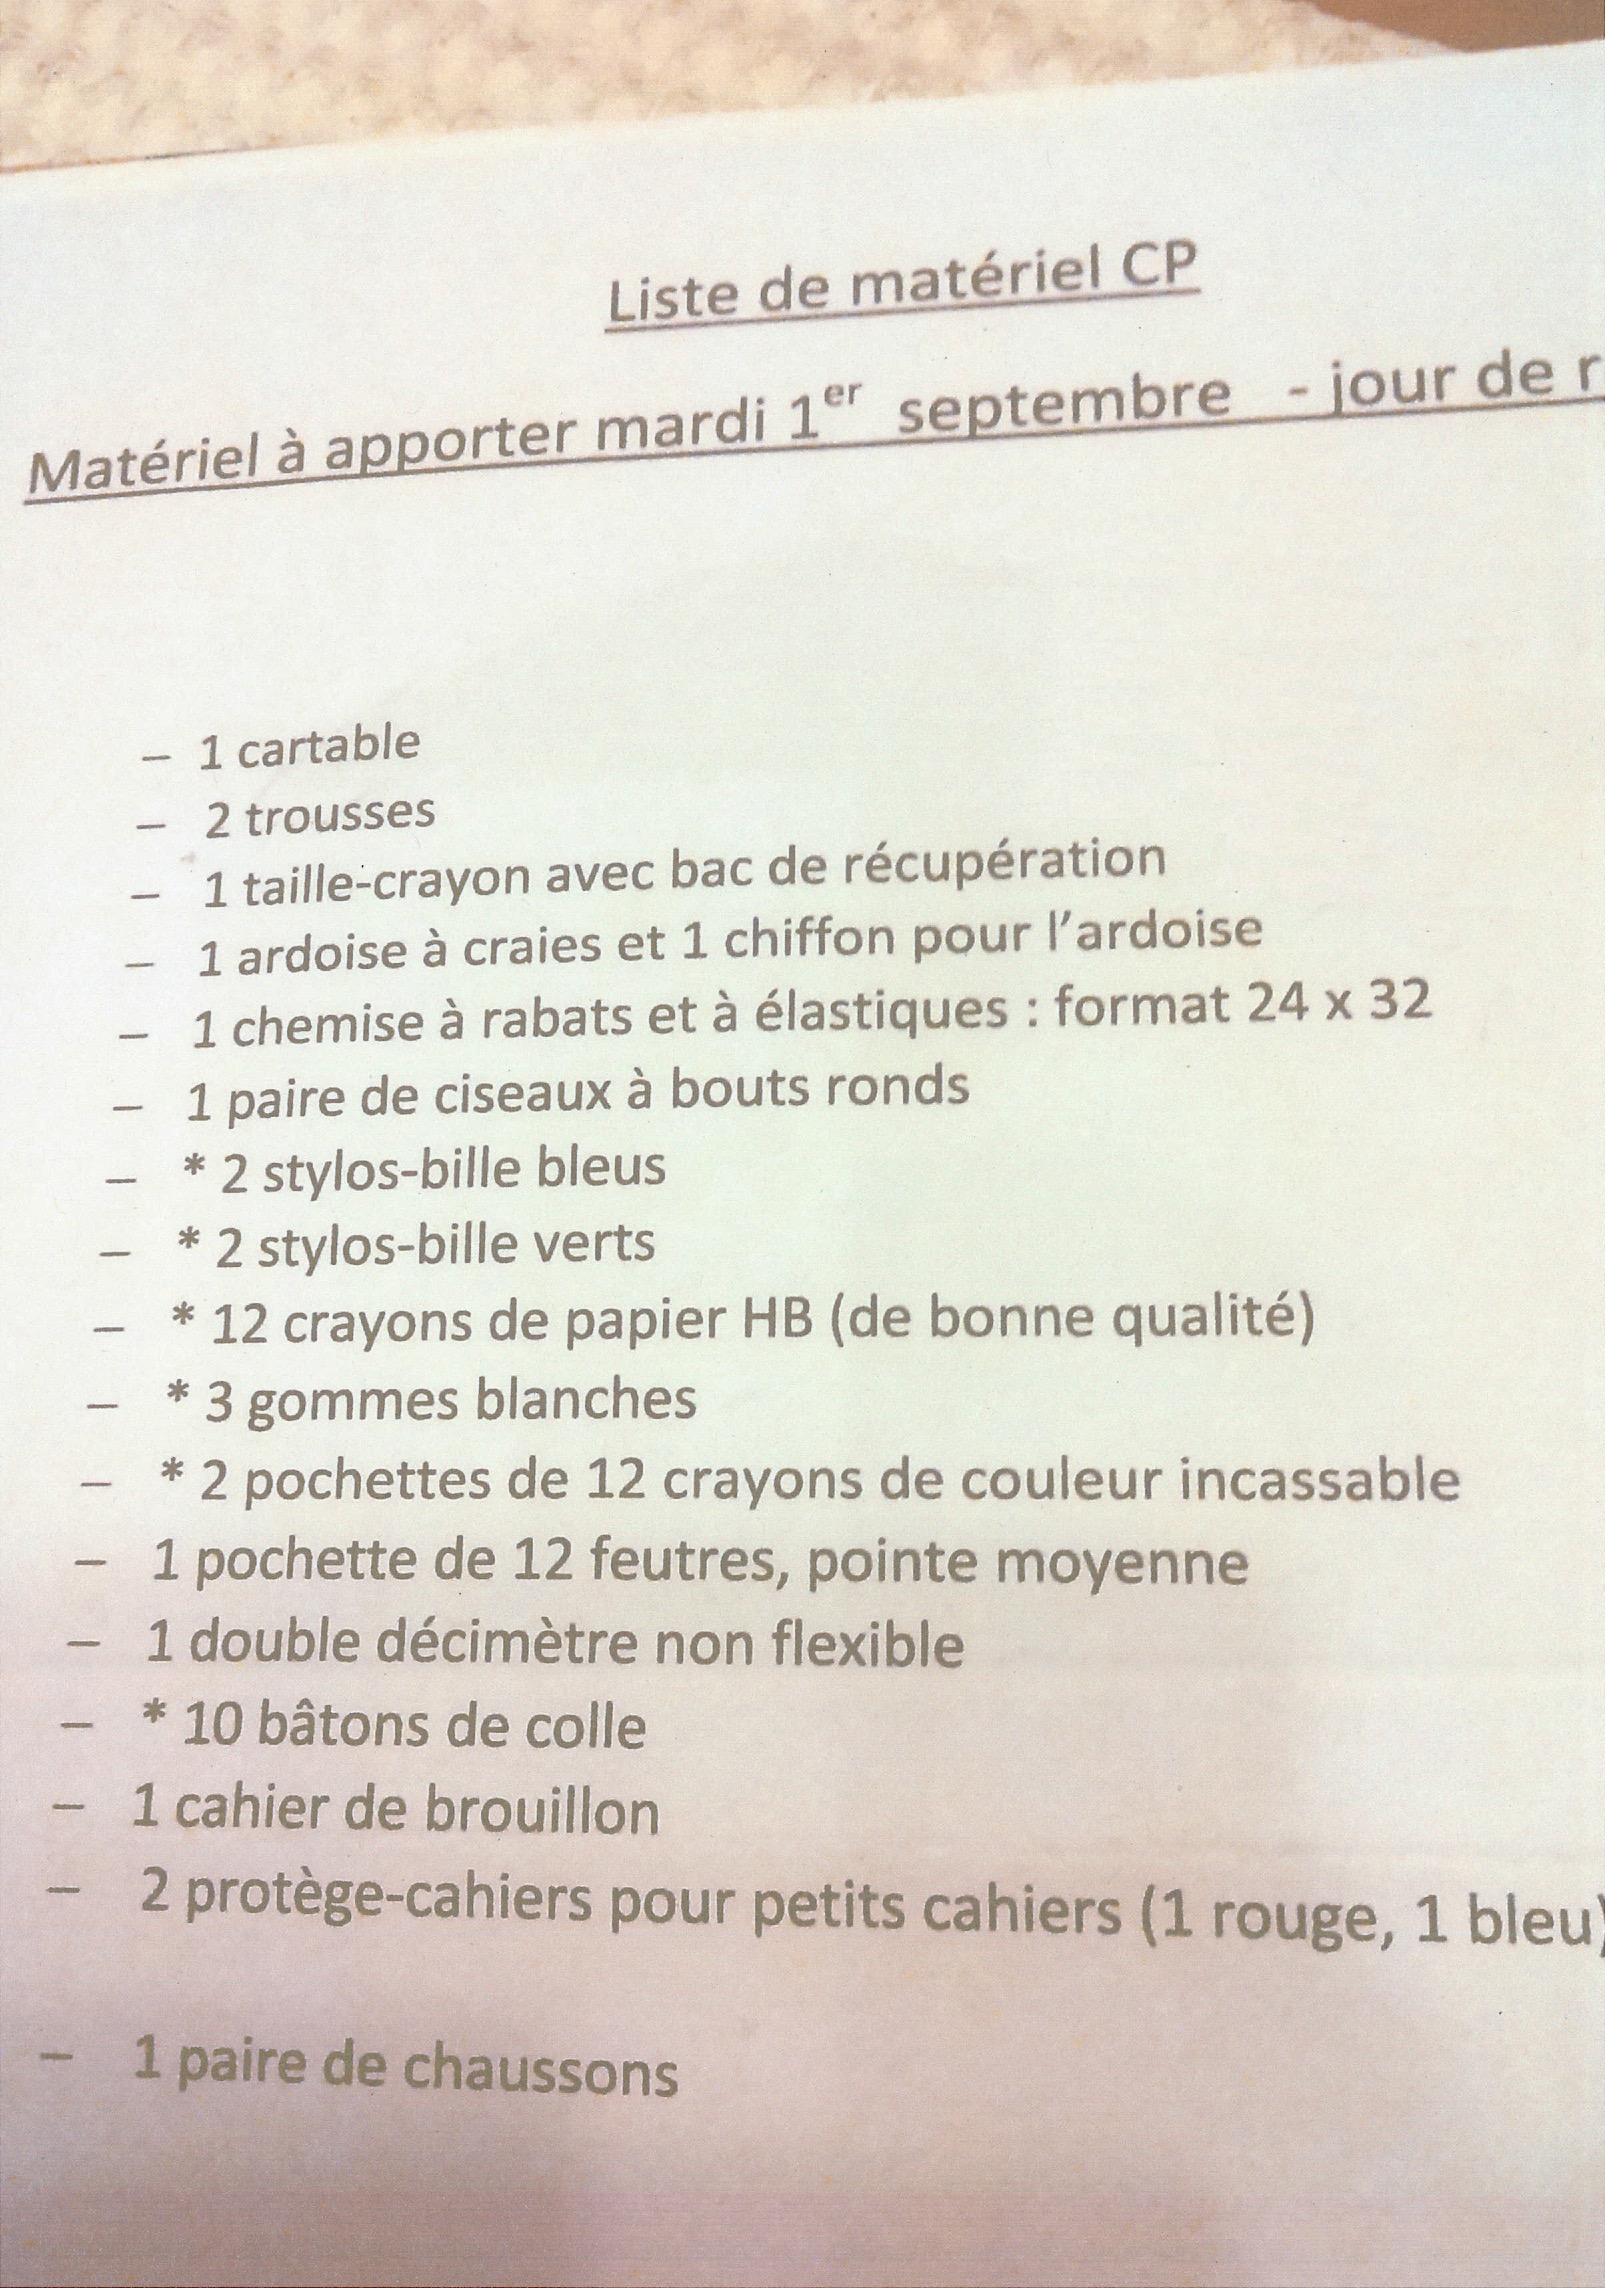 Liste de matériel CP
Matériel à apporter mardi 1er septembre - jour de r
– 1 cartable
– 2 trousses
– 1 taille-crayon avec bac de récupération
– 1 ardoise à craies et 1 chiffon pour l'ardoise
– 1 chemise à rabats et à élastiques : format 24 x 32
– 1 paire de ciseaux à bouts ronds
– * 2 stylos-bille bleus
– * 2 stylos-bille verts
– * 12 crayons de papier HB (de bonne qualité)
– * 3 gommes blanches
– * 2 pochettes de 12 crayons de couleur incassable
– 1 pochette de 12 feutres, pointe moyenne
– 1 double décimètre non flexible
– * 10 bâtons de colle
– 1 cahier de brouillon
– 2 protège-cahiers pour petits cahiers (1 rouge, 1 bleu)
– 1 paire de chaussons